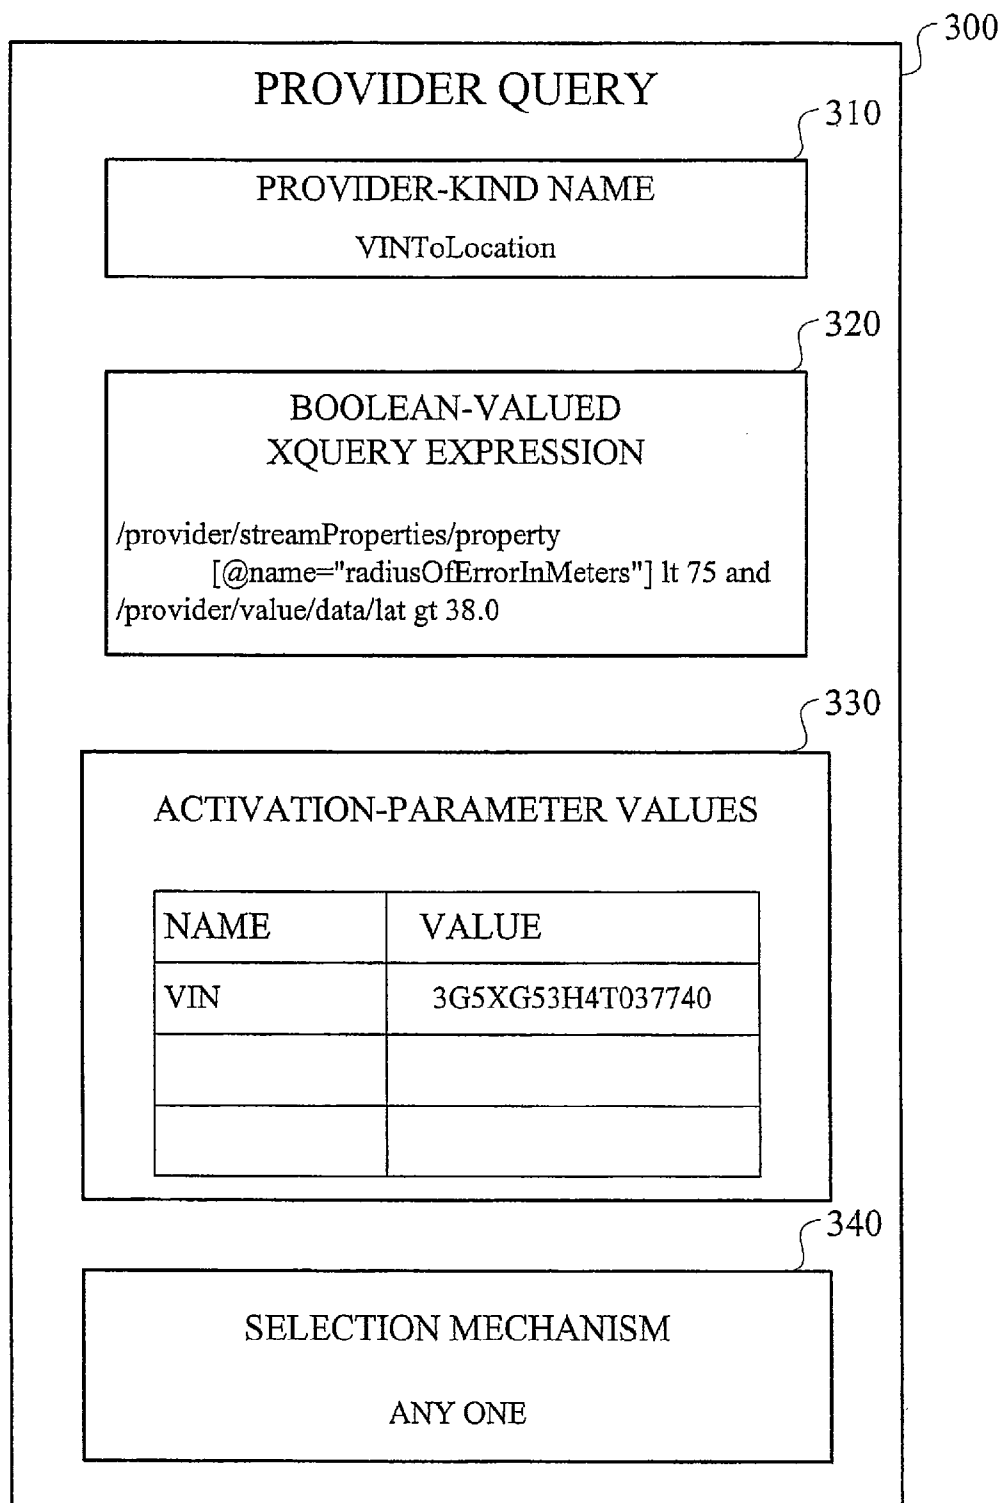 300
PROVIDER QUERY
310
PROVIDER-KIND NAME
VINToLocation
320
BOOLEAN-VALUED
XQUERY EXPRESSION
/provider/streamProperties/property
[@name="radiusOfErrorInMeters"] lt 75 and
/provider/value/data/lat gt 38.0
330
ACTIVATION-PARAMETER VALUES
NAME VALUE
VIN 3G5XG53H4T037740
340
SELECTION MECHANISM
ANY ONE